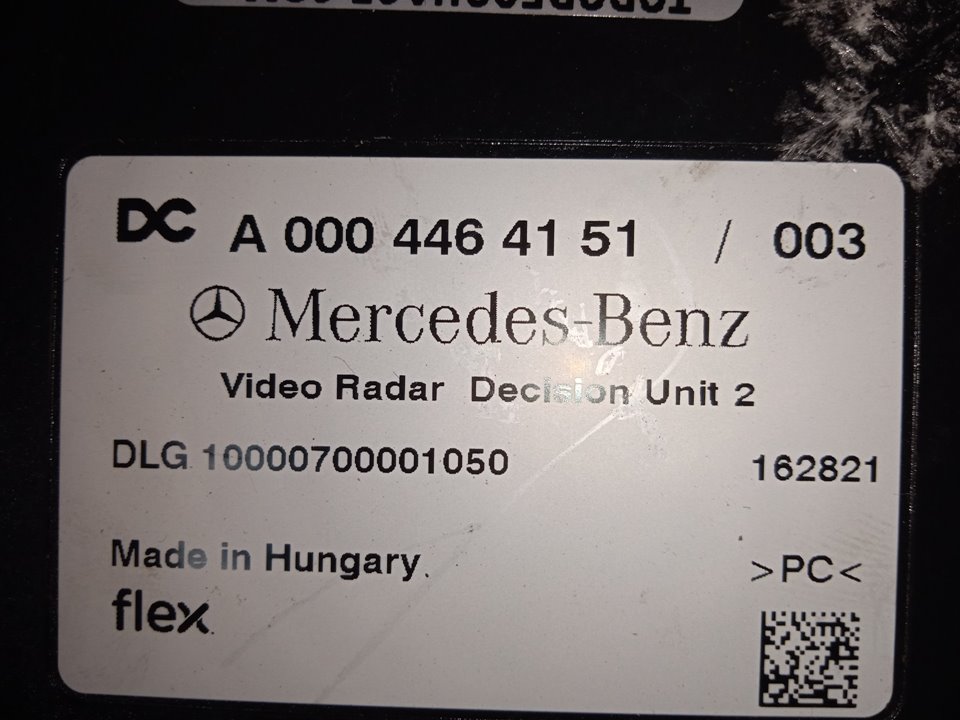 DC A 000 446 41 51 / 003
Mercedes-Benz
Video Radar Decision Unit 2
DLG 10000700001050 162821
Made in Hungary
>PC<
flex